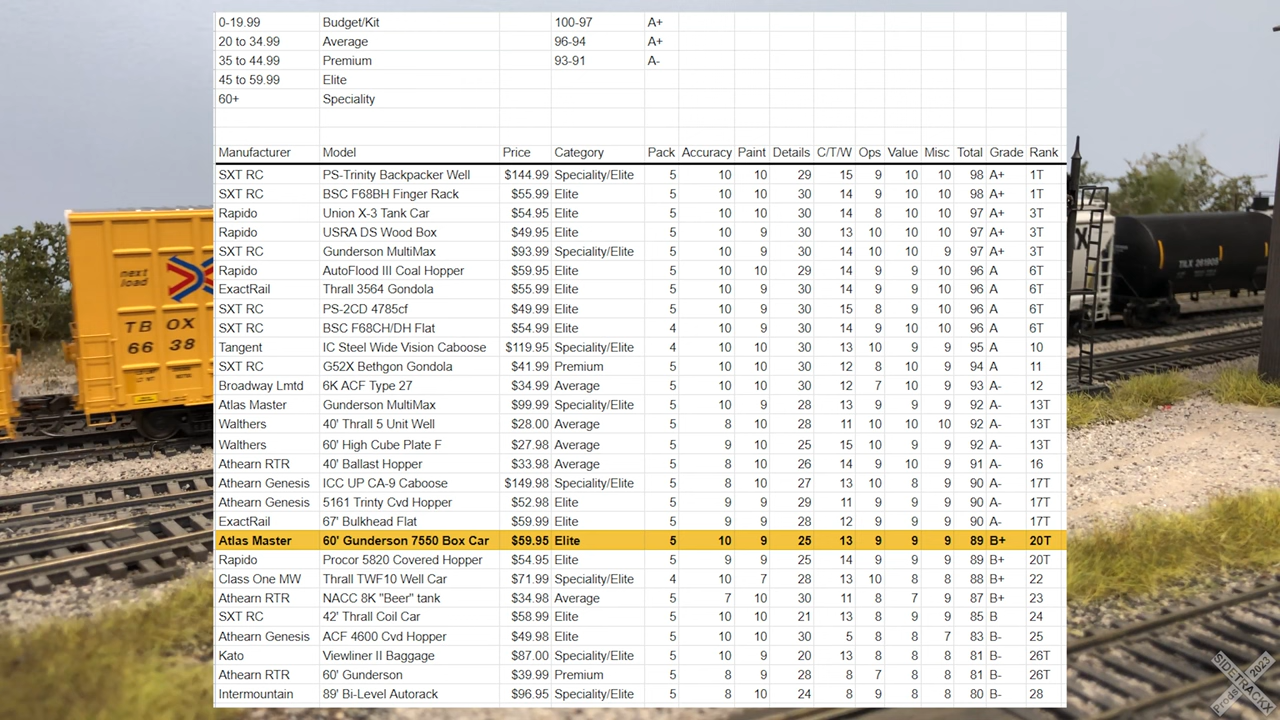 0-19.99 Budget/Kit 100-97 A+
20 to 34.99 Average 96-94 A+
35 to 44.99 Premium 93-91 A-
45 to 59.99 Elite
60+ Speciality
Manufacturer Model Price Category Pack Accuracy Paint Details C/T/W Ops Value Misc Total Grade Rank
SXT RC PS-Trinity Backpacker Well $144.99 Speciality/Elite 5 10 10 29 15 9 10 10 98 A+ 1T
SXT RC BSC F68BH Finger Rack $55.99 Elite 5 10 10 30 14 9 10 10 98 A+ 1T
Rapido Union X-3 Tank Car $54.95 Elite 5 10 10 30 14 8 10 10 97 A+ 3T
Rapido USRA DS Wood Box $49.95 Elite 5 10 9 30 13 10 10 10 97 A+ 3T
SXT RC Gunderson MultiMax $93.99 Speciality/Elite 5 10 9 30 14 10 10 9 97 A+ 3T
Rapido AutoFlood III Coal Hopper $59.95 Elite 5 10 10 29 14 9 9 10 96 A 6T
ExactRail Thrall 3564 Gondola $55.99 Elite 5 10 10 30 14 9 9 9 96 A 6T
SXT RC PS-2CD 4785cf $49.99 Elite 5 10 9 30 15 8 9 10 96 A 6T
SXT RC BSC F68CH/DH Flat $54.99 Elite 4 10 9 30 14 9 10 10 96 A 6T
Tangent IC Steel Wide Vision Caboose $119.95 Speciality/Elite 4 10 10 30 13 10 9 9 95 A 10
SXT RC G52X Bethgon Gondola $41.99 Premium 5 10 10 30 12 8 10 9 94 A 11
Broadway Lmtd 6K ACF Type 27 $34.99 Average 5 10 10 30 12 7 10 9 93 A- 12
Atlas Master Gunderson MultiMax $99.99 Speciality/Elite 5 10 9 28 13 9 9 9 92 A- 13T
Walthers 40' Thrall 5 Unit Well $28.00 Average 5 8 10 28 11 10 10 10 92 A- 13T
Walthers 60' High Cube Plate F $27.98 Average 5 9 10 25 15 10 9 9 92 A- 13T
Athearn RTR 40' Ballast Hopper $33.98 Average 5 8 10 26 14 9 10 9 91 A- 16
Athearn Genesis ICC UP CA-9 Caboose $149.98 Speciality/Elite 5 8 10 27 13 10 8 9 90 A- 17T
Athearn Genesis 5161 Trinty Cvd Hopper $52.98 Elite 5 9 9 29 11 9 9 9 90 A- 17T
ExactRail 67' Bulkhead Flat $59.99 Elite 5 9 9 28 12 9 9 9 90 A- 17T
Atlas Master 60' Gunderson 7550 Box Car $59.95 Elite 5 10 9 25 13 9 9 9 89 B+ 20T
Rapido Procor 5820 Covered Hopper $54.95 Elite 5 9 9 25 14 9 9 9 89 B+ 20T
Class One MW Thrall TWF10 Well Car $71.99 Speciality/Elite 4 10 7 28 13 10 8 8 88 B+ 22
Athearn RTR NACC 8K "Beer" tank $34.98 Average 5 7 10 30 11 8 7 9 87 B+ 23
SXT RC 42' Thrall Coil Car $58.99 Elite 5 10 10 21 13 8 9 9 85 B 24
Athearn Genesis ACF 4600 Cvd Hopper $49.98 Elite 5 10 10 30 5 8 8 7 83 B- 25
Kato Viewliner II Baggage $87.00 Speciality/Elite 5 10 9 20 13 8 8 8 81 B- 26T
Athearn RTR 60' Gunderson $39.99 Premium 5 8 9 28 8 8 7 8 81 B- 26T
Intermountain 89' Bi-Level Autorack $96.95 Speciality/Elite 5 8 10 24 8 9 8 8 80 B- 28
next
load
TB OX
66 38
TILX 261909
SIDETRACKX
Prods 2023